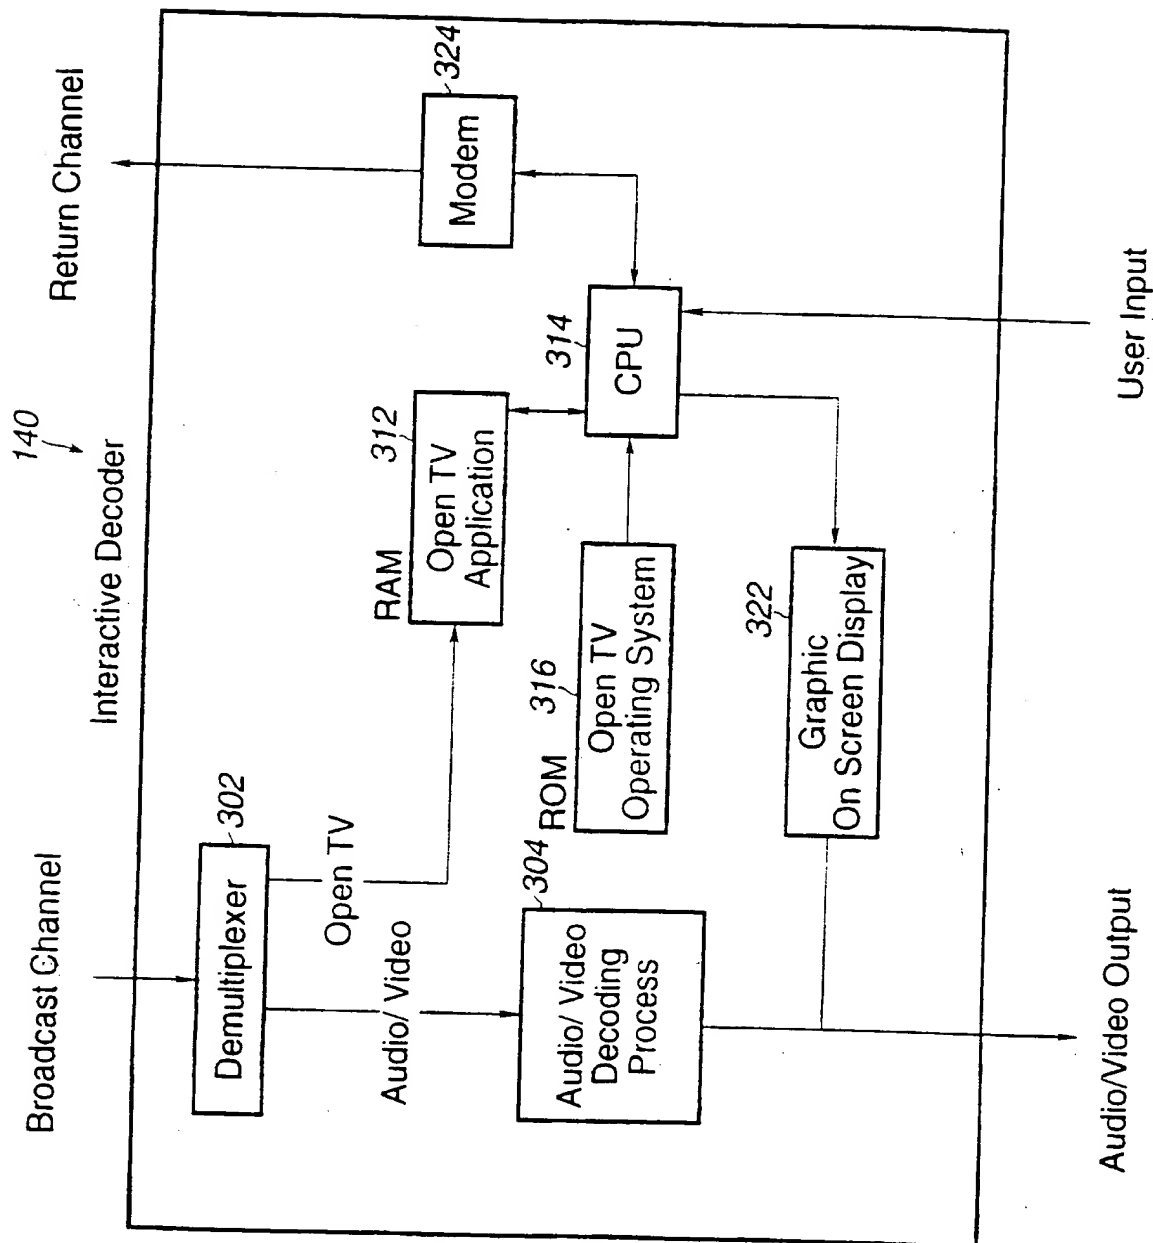 140
Interactive Decoder
Broadcast Channel
Return Channel
302
Demultiplexer
324
Modem
Open TV
Audio/ Video
RAM
312
Open TV
Application
314
CPU
ROM
316
Open TV
Operating System
304
Audio/ Video
Decoding
Process
322
Graphic
On Screen Display
Audio/Video Output
User Input